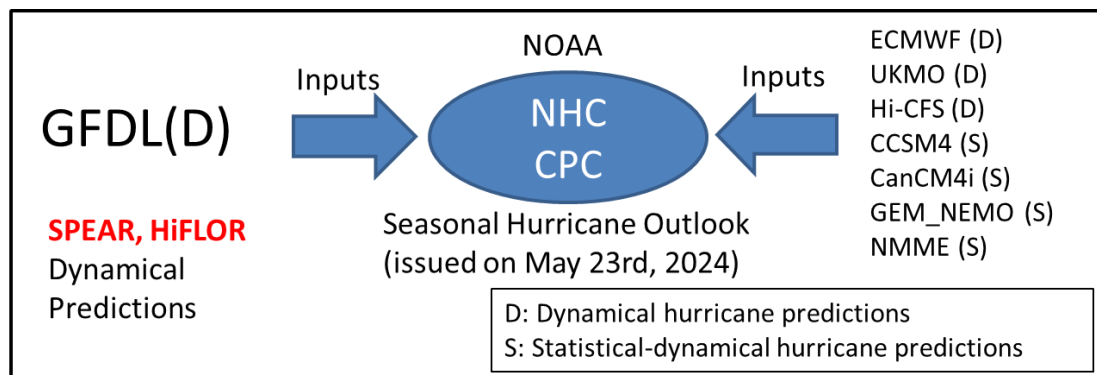 NOAA
Inputs
GFDL(D)
SPEAR, HiFLOR
Dynamical
Predictions
NHC
CPC
Seasonal Hurricane Outlook
(issued on May 23rd, 2024)
Inputs
ECMWF (D)
UKMO (D)
Hi-CFS (D)
CCSM4 (S)
CanCM4i (S)
GEM_NEMO (S)
NMME (S)
D: Dynamical hurricane predictions
S: Statistical-dynamical hurricane predictions